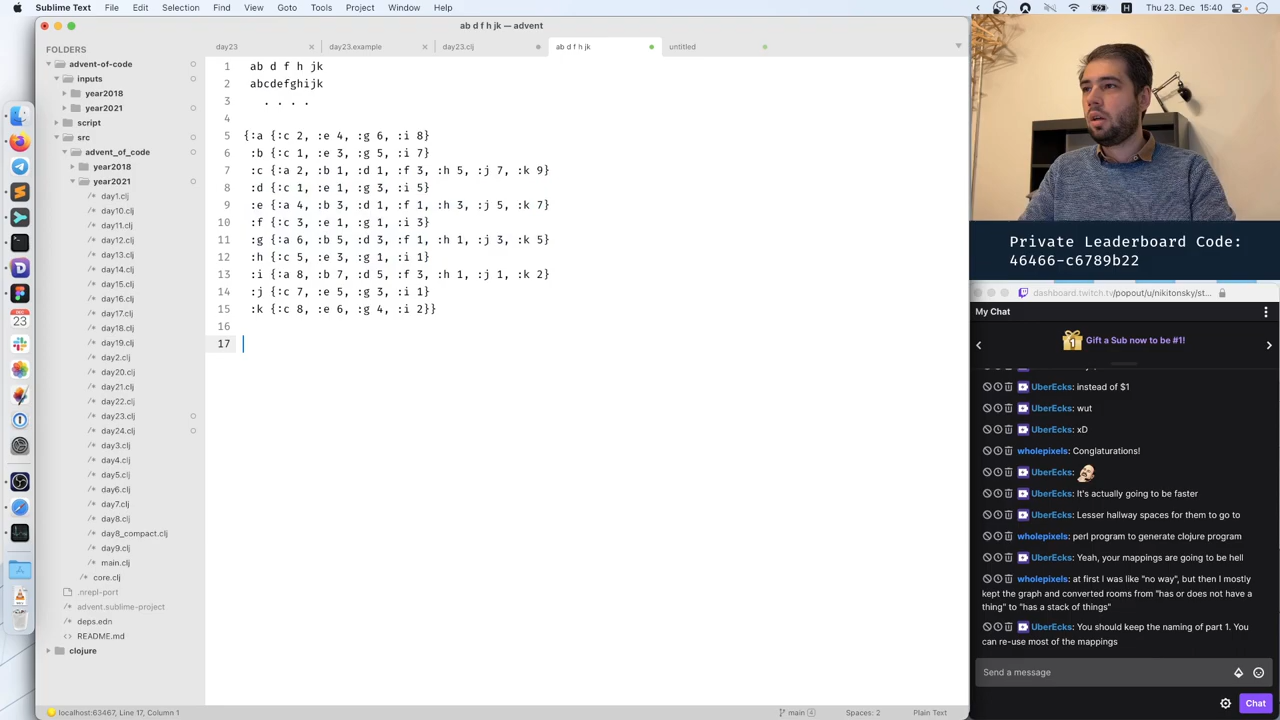 Sublime Text File Edit Selection Find View Goto Tools Project Window Help
Thu 23. Dec 15:40
ab d f h jk — advent
FOLDERS
advent-of-code
inputs
year2018
year2021
script
src
advent_of_code
year2018
year2021
day1.clj
day10.clj
day11.clj
day12.clj
day13.clj
day14.clj
day15.clj
day16.clj
day17.clj
day18.clj
day19.clj
day2.clj
day20.clj
day21.clj
day22.clj
day23.clj
day24.clj
day3.clj
day4.clj
day5.clj
day6.clj
day7.clj
day8.clj
day8_compact.clj
day9.clj
main.clj
core.clj
.nrepl-port
advent.sublime-project
deps.edn
README.md
clojure
day23 day23.example day23.clj ab d f h jk untitled
1 ab d f h jk
2 abcdefghijk
3 . . . .
4
5 {:a {:c 2, :e 4, :g 6, :i 8}
6 :b {:c 1, :e 3, :g 5, :i 7}
7 :c {:a 2, :b 1, :d 1, :f 3, :h 5, :j 7, :k 9}
8 :d {:c 1, :e 1, :g 3, :i 5}
9 :e {:a 4, :b 3, :d 1, :f 1, :h 3, :j 5, :k 7}
10 :f {:c 3, :e 1, :g 1, :i 3}
11 :g {:a 6, :b 5, :d 3, :f 1, :h 1, :j 3, :k 5}
12 :h {:c 5, :e 3, :g 1, :i 1}
13 :i {:a 8, :b 7, :d 5, :f 3, :h 1, :j 1, :k 2}
14 :j {:c 7, :e 5, :g 3, :i 1}
15 :k {:c 8, :e 6, :g 4, :i 2}}
16
17
localhost:63467, Line 17, Column 1
main
Spaces: 2
Plain Text
Private Leaderboard Code:
46466-c6789b22
dashboard.twitch.tv/popout/u/nikitonsky/st...
My Chat
Gift a Sub now to be #1!
UberEcks: instead of $1
UberEcks: wut
UberEcks: xD
wholepixels: Conglaturations!
UberEcks:
UberEcks: It's actually going to be faster
UberEcks: Lesser hallway spaces for them to go to
wholepixels: perl program to generate clojure program
UberEcks: Yeah, your mappings are going to be hell
wholepixels: at first I was like "no way", but then I mostly
kept the graph and converted rooms from "has or does not have a
thing" to "has a stack of things"
UberEcks: You should keep the naming of part 1. You
can re-use most of the mappings
Send a message
Chat